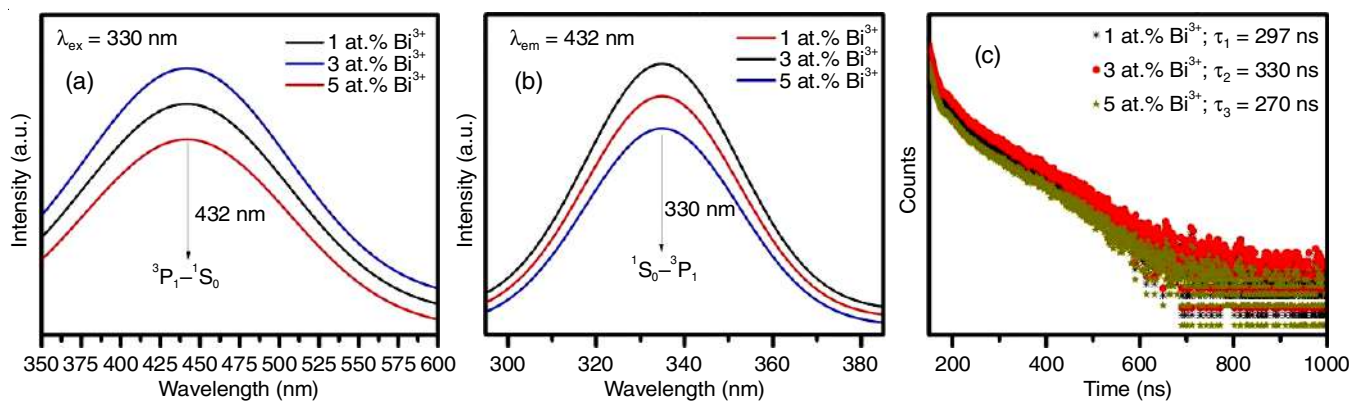 λex = 330 nm
1 at.% Bi³⁺
3 at.% Bi³⁺
5 at.% Bi³⁺
(a)
432 nm
³P₁–¹S₀
Intensity (a.u.)
350 375 400 425 450 475 500 525 550 575 600
Wavelength (nm)
λem = 432 nm
1 at.% Bi³⁺
3 at.% Bi³⁺
5 at.% Bi³⁺
(b)
330 nm
¹S₀–³P₁
Intensity (a.u.)
300 320 340 360 380
Wavelength (nm)
(c)
1 at.% Bi³⁺; τ₁ = 297 ns
3 at.% Bi³⁺; τ₂ = 330 ns
5 at.% Bi³⁺; τ₃ = 270 ns
Counts
200 400 600 800 1000
Time (ns)